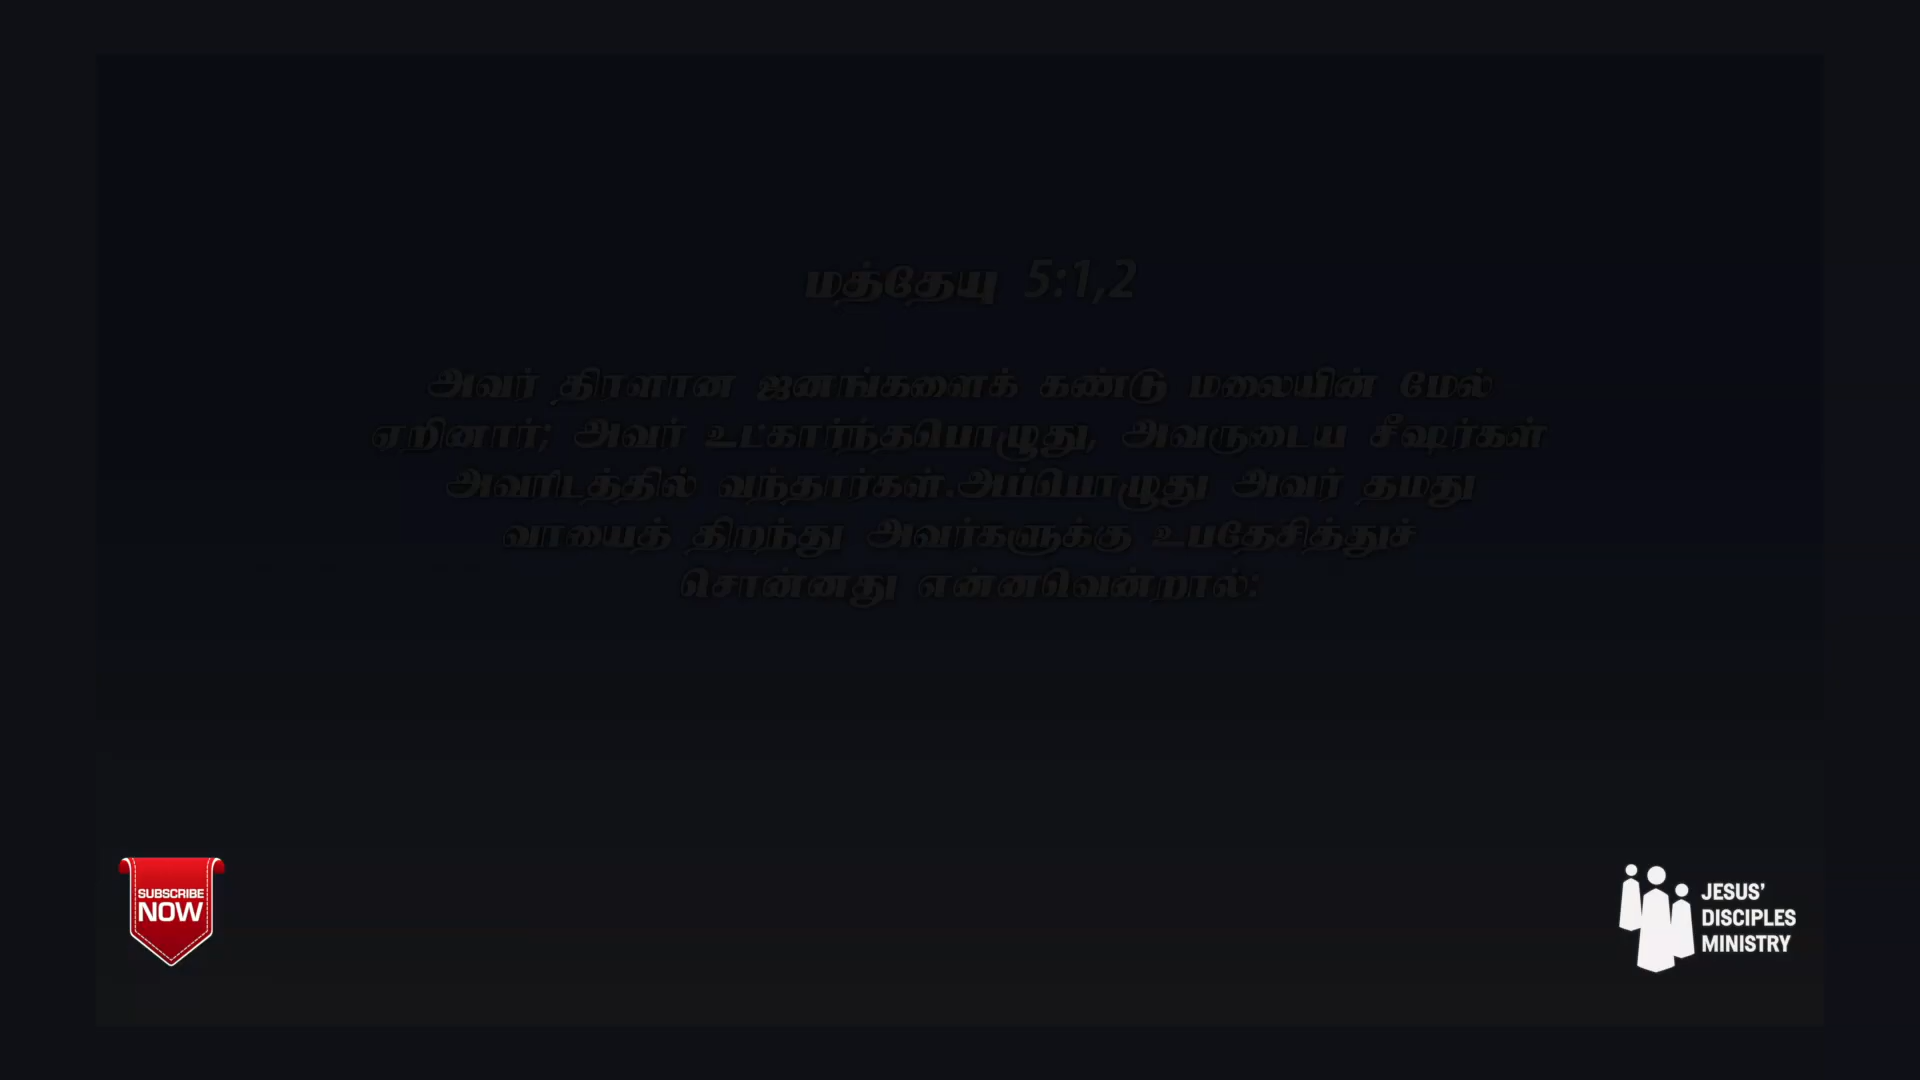 மத்தேயு 5:1,2
அவர் திரளான ஜனங்களைக் கண்டு மலையின் மேல்
ஏறினார்; அவர் உட்கார்ந்தபொழுது, அவருடைய சீஷர்கள்
அவரிடத்தில் வந்தார்கள்.அப்பொழுது அவர் தமது
வாயைத் திறந்து அவர்களுக்கு உபதேசித்துச்
சொன்னது என்னவென்றால்:
SUBSCRIBE
NOW
JESUS'
DISCIPLES
MINISTRY